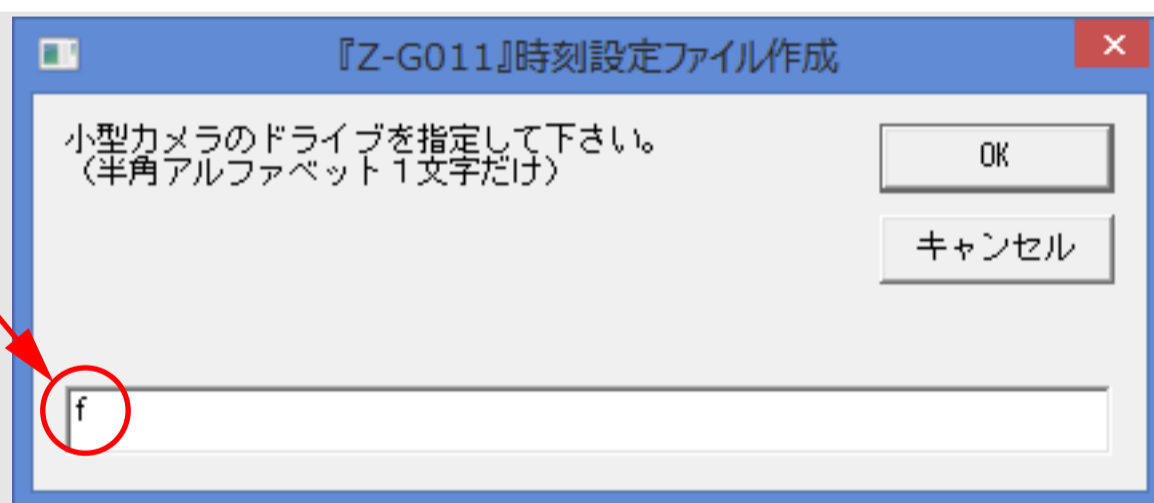 『Z-G011』時刻設定ファイル作成
小型カメラのドライブを指定して下さい。
（半角アルファベット１文字だけ）
OK
キャンセル
f